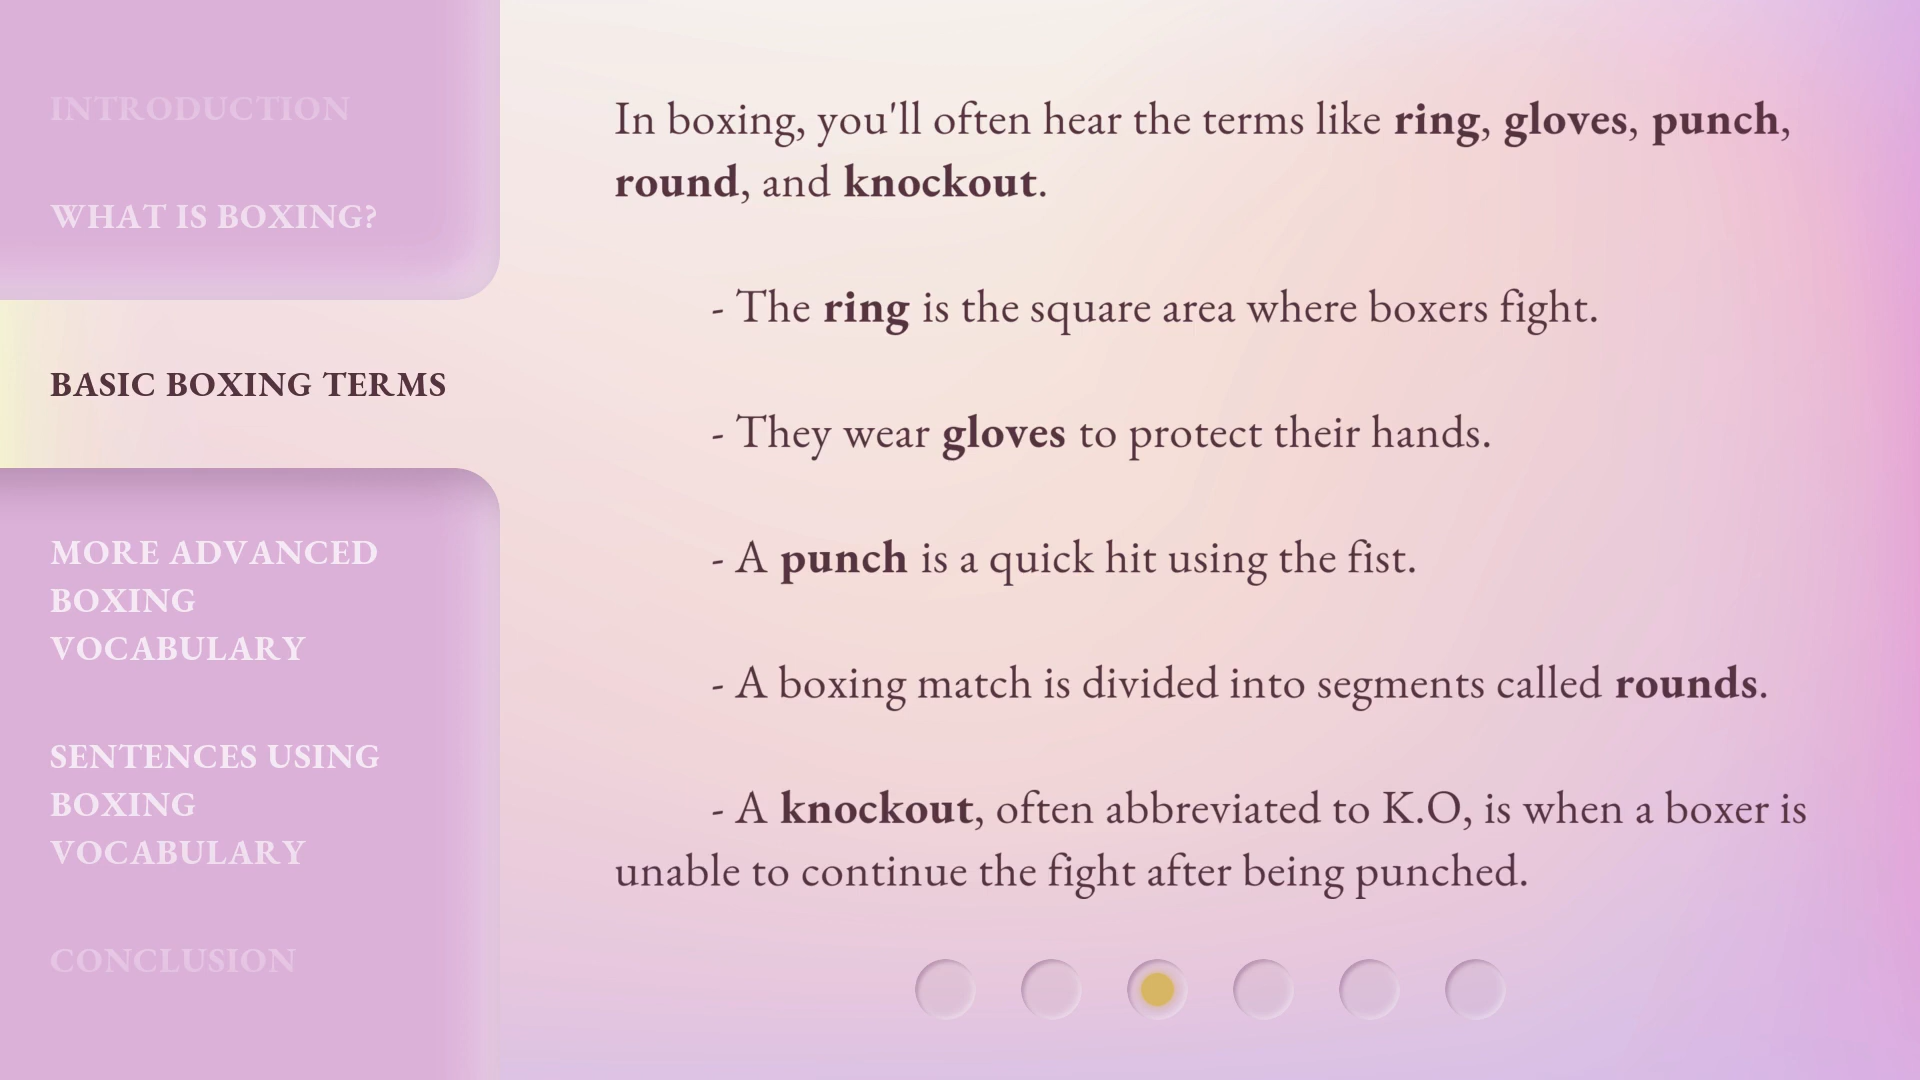 INTRODUCTION
WHAT IS BOXING?
BASIC BOXING TERMS
MORE ADVANCED
BOXING
VOCABULARY
SENTENCES USING
BOXING
VOCABULARY
CONCLUSION
In boxing, you'll often hear the terms like ring, gloves, punch,
round, and knockout.
- The ring is the square area where boxers fight.
- They wear gloves to protect their hands.
- A punch is a quick hit using the fist.
- A boxing match is divided into segments called rounds.
- A knockout, often abbreviated to K.O, is when a boxer is
unable to continue the fight after being punched.